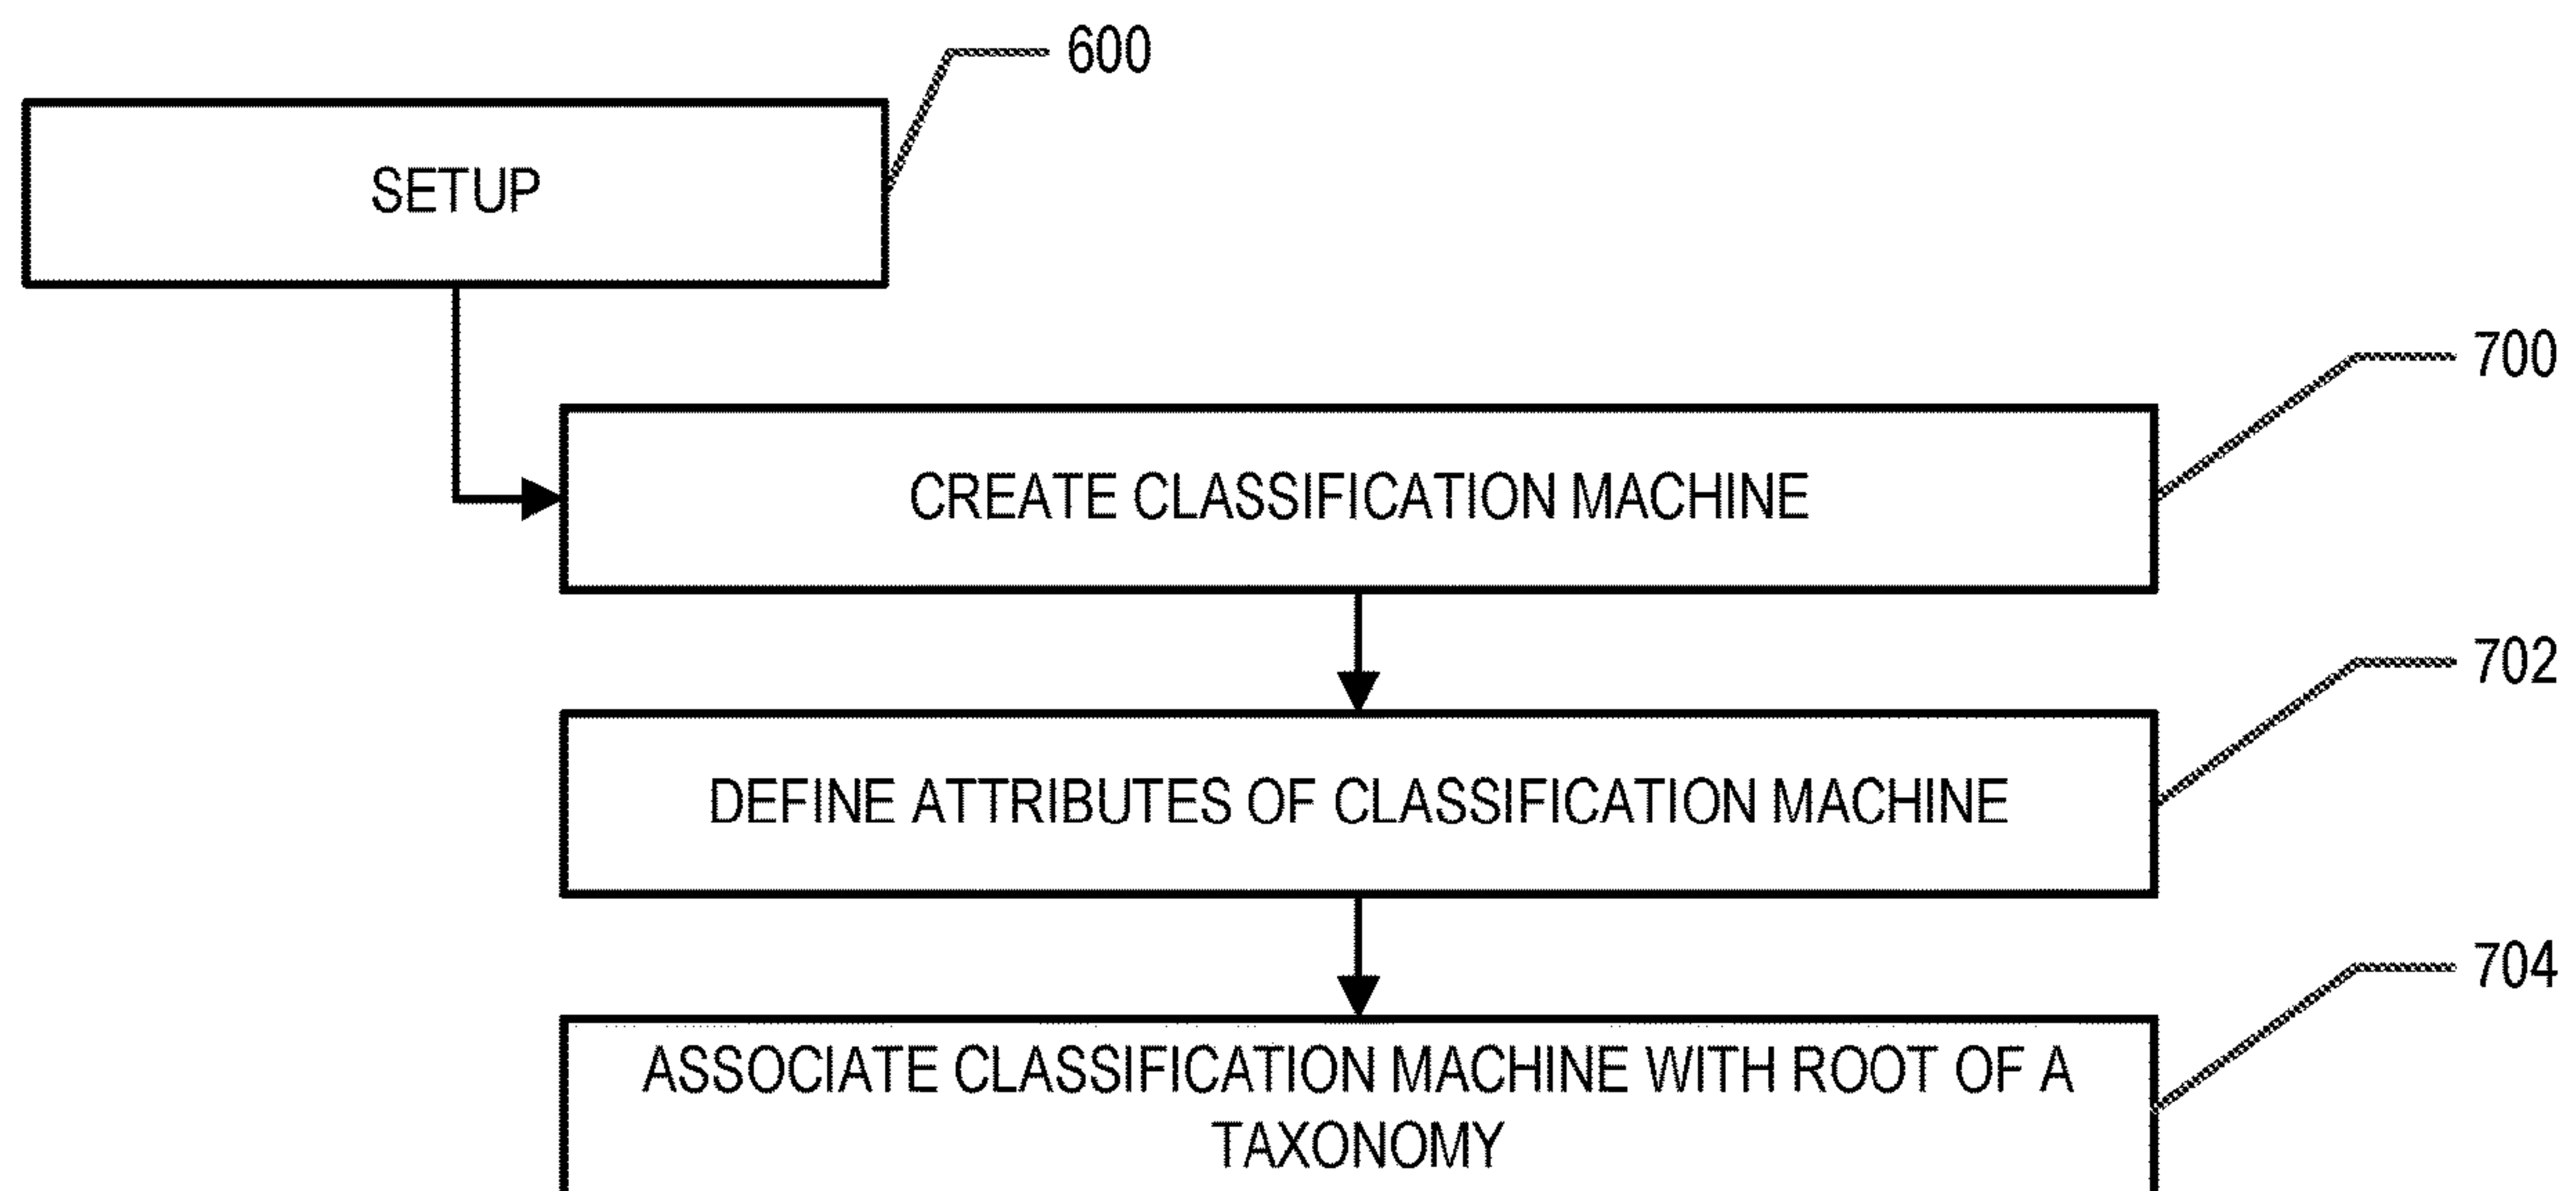 600
SETUP
700
CREATE CLASSIFICATION MACHINE
702
DEFINE ATTRIBUTES OF CLASSIFICATION MACHINE
704
ASSOCIATE CLASSIFICATION MACHINE WITH ROOT OF A
TAXONOMY